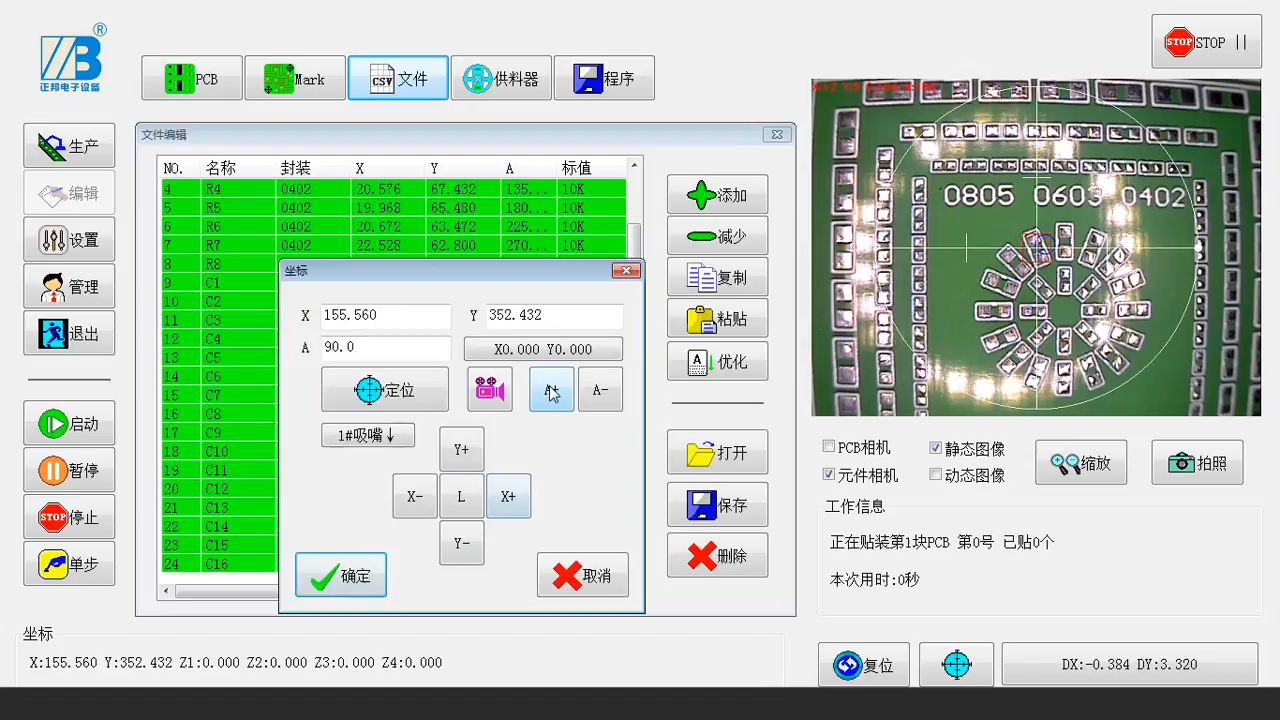 ®
正邦电子设备
PCB
Mark
CSV 文件
供料器
程序
STOP STOP ||
生产
编辑
设置
管理
退出
启动
暂停
STOP 停止
单步
文件编辑
NO. 名称 封装 X Y A 标值
4 R4 0402 20.576 67.432 135... 10K
5 R5 0402 19.968 65.480 180... 10K
6 R6 0402 20.672 63.472 225... 10K
7 R7 0402 22.528 62.800 270... 10K
8 R8
9 C1
10 C2
11 C3
12 C4
13 C5
14 C6
15 C7
16 C8
17 C9
18 C10
19 C11
20 C12
21 C13
22 C14
23 C15
24 C16
坐标
X 155.560 Y 352.432
A 90.0 X0.000 Y0.000
定位 A-
1#吸嘴↓
Y+
X- L X+
Y-
确定 取消
添加
减少
复制
粘贴
A 优化
打开
保存
删除
0805 0603 0402
PCB相机 静态图像
元件相机 动态图像
缩放
拍照
工作信息
正在贴装第1块PCB 第0号 已贴0个
本次用时:0秒
坐标
X:155.560 Y:352.432 Z1:0.000 Z2:0.000 Z3:0.000 Z4:0.000
复位
DX:-0.384 DY:3.320